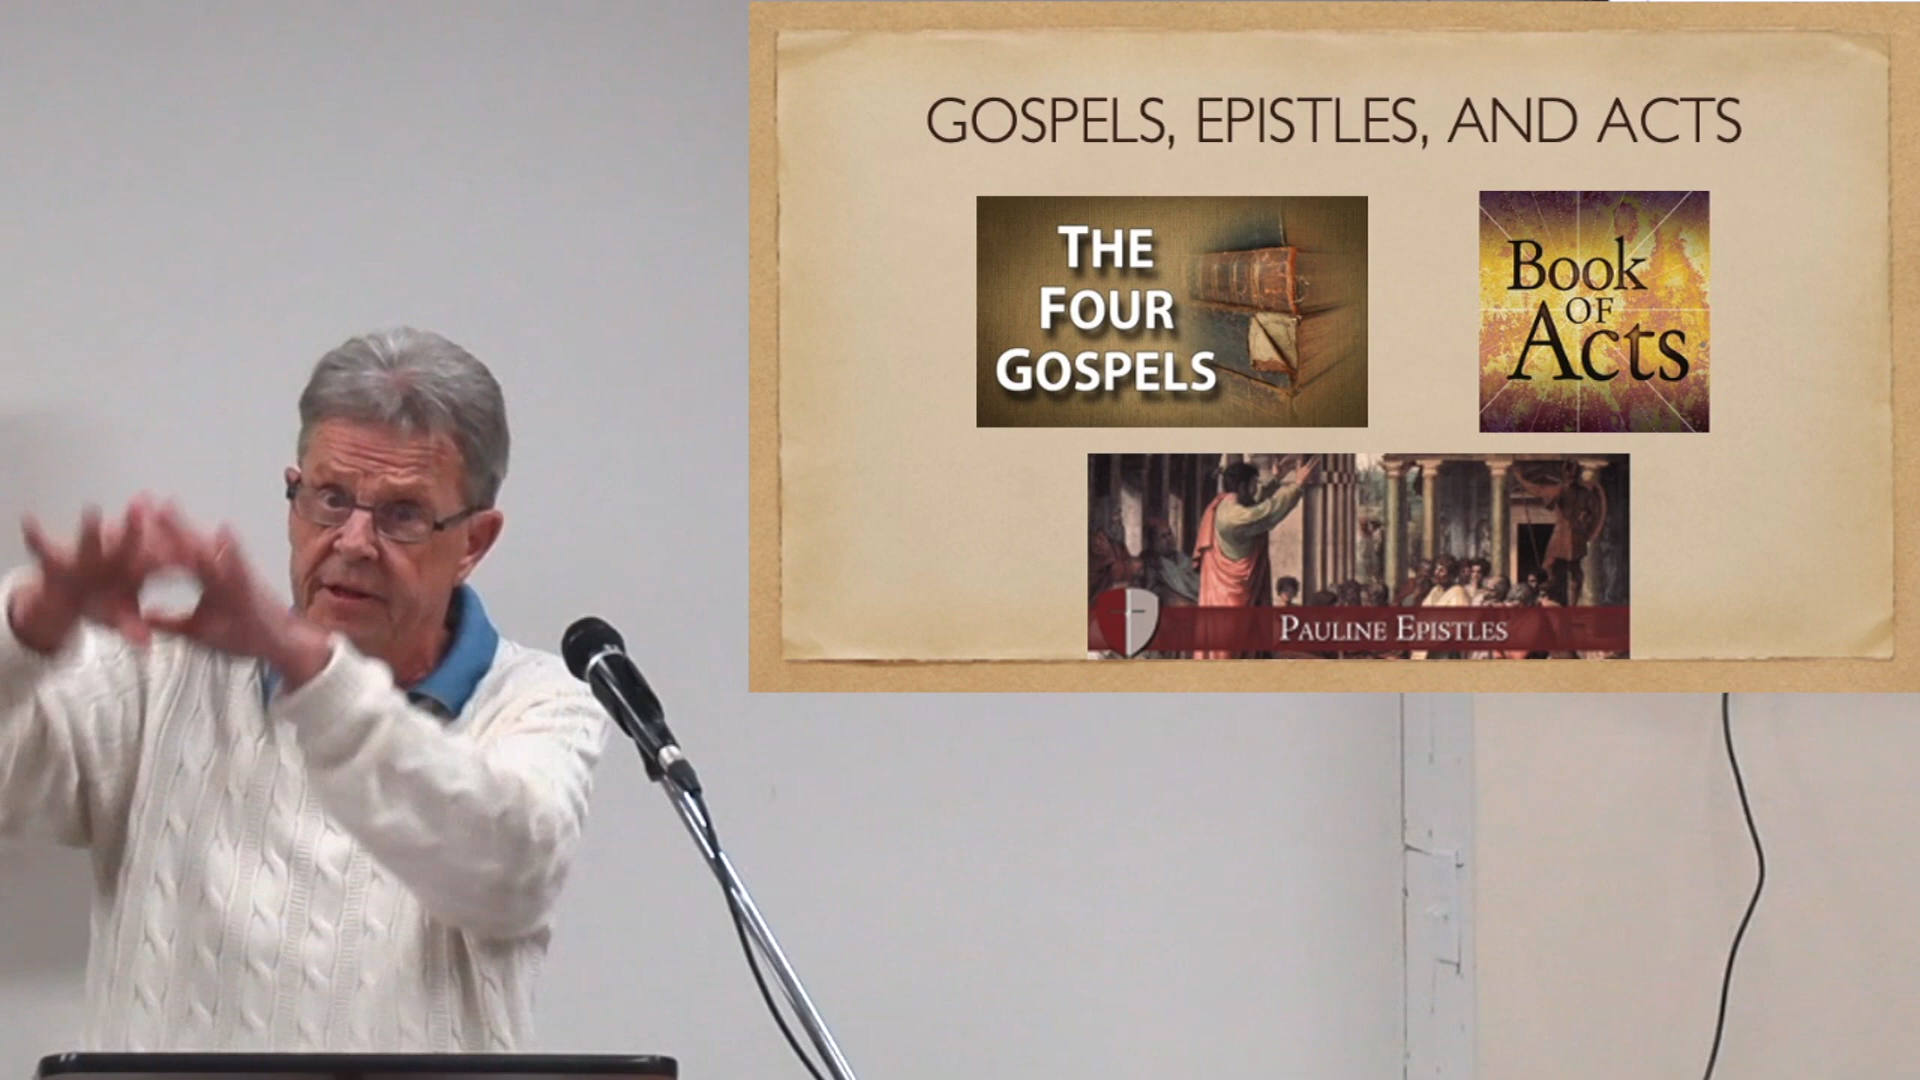 GOSPELS, EPISTLES, AND ACTS
THE
FOUR
GOSPELS
BOOK
OF
ACTS
PAULINE EPISTLES